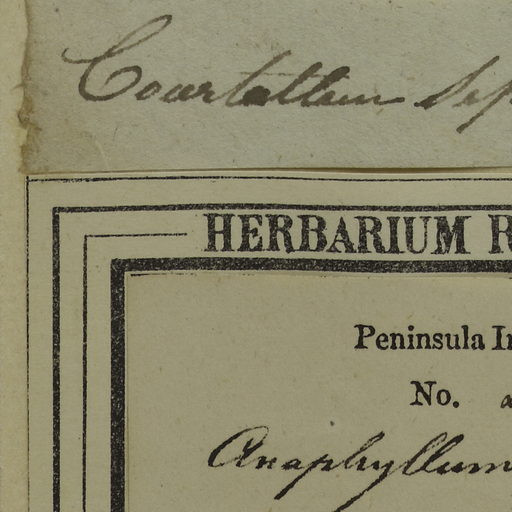 Courtallum Sep
HERBARIUM R
Peninsula In
No.
Anaphyllum